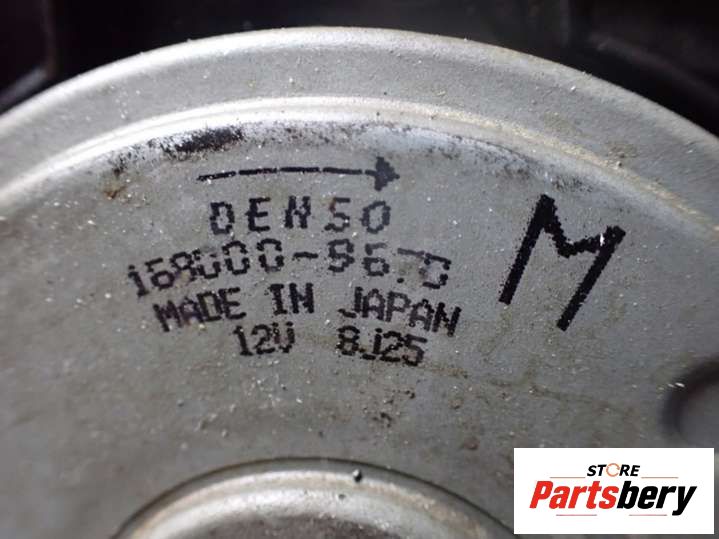 DENSO
MADE IN JAPAN
12V 8J25
M
STORE
Partsbery